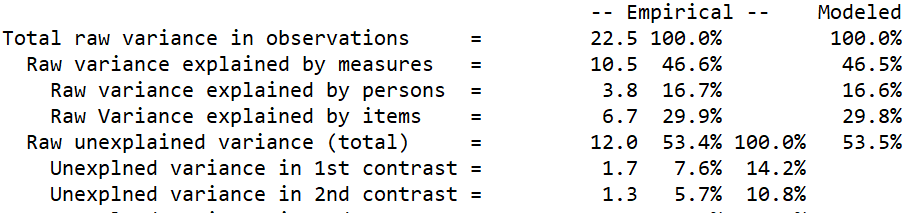 -- Empirical -- Modeled
Total raw variance in observations = 22.5 100.0% 100.0%
Raw variance explained by measures = 10.5 46.6% 46.5%
Raw variance explained by persons = 3.8 16.7% 16.6%
Raw Variance explained by items = 6.7 29.9% 29.8%
Raw unexplained variance (total) = 12.0 53.4% 100.0% 53.5%
Unexplned variance in 1st contrast = 1.7 7.6% 14.2%
Unexplned variance in 2nd contrast = 1.3 5.7% 10.8%